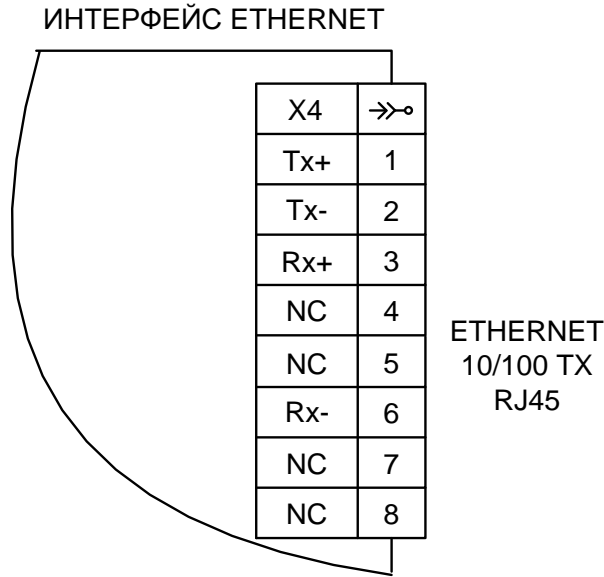 ИНТЕРФЕЙС ETHERNET
X4
Tx+ 1
Tx- 2
Rx+ 3
NC 4
NC 5
Rx- 6
NC 7
NC 8
ETHERNET
10/100 TX
RJ45